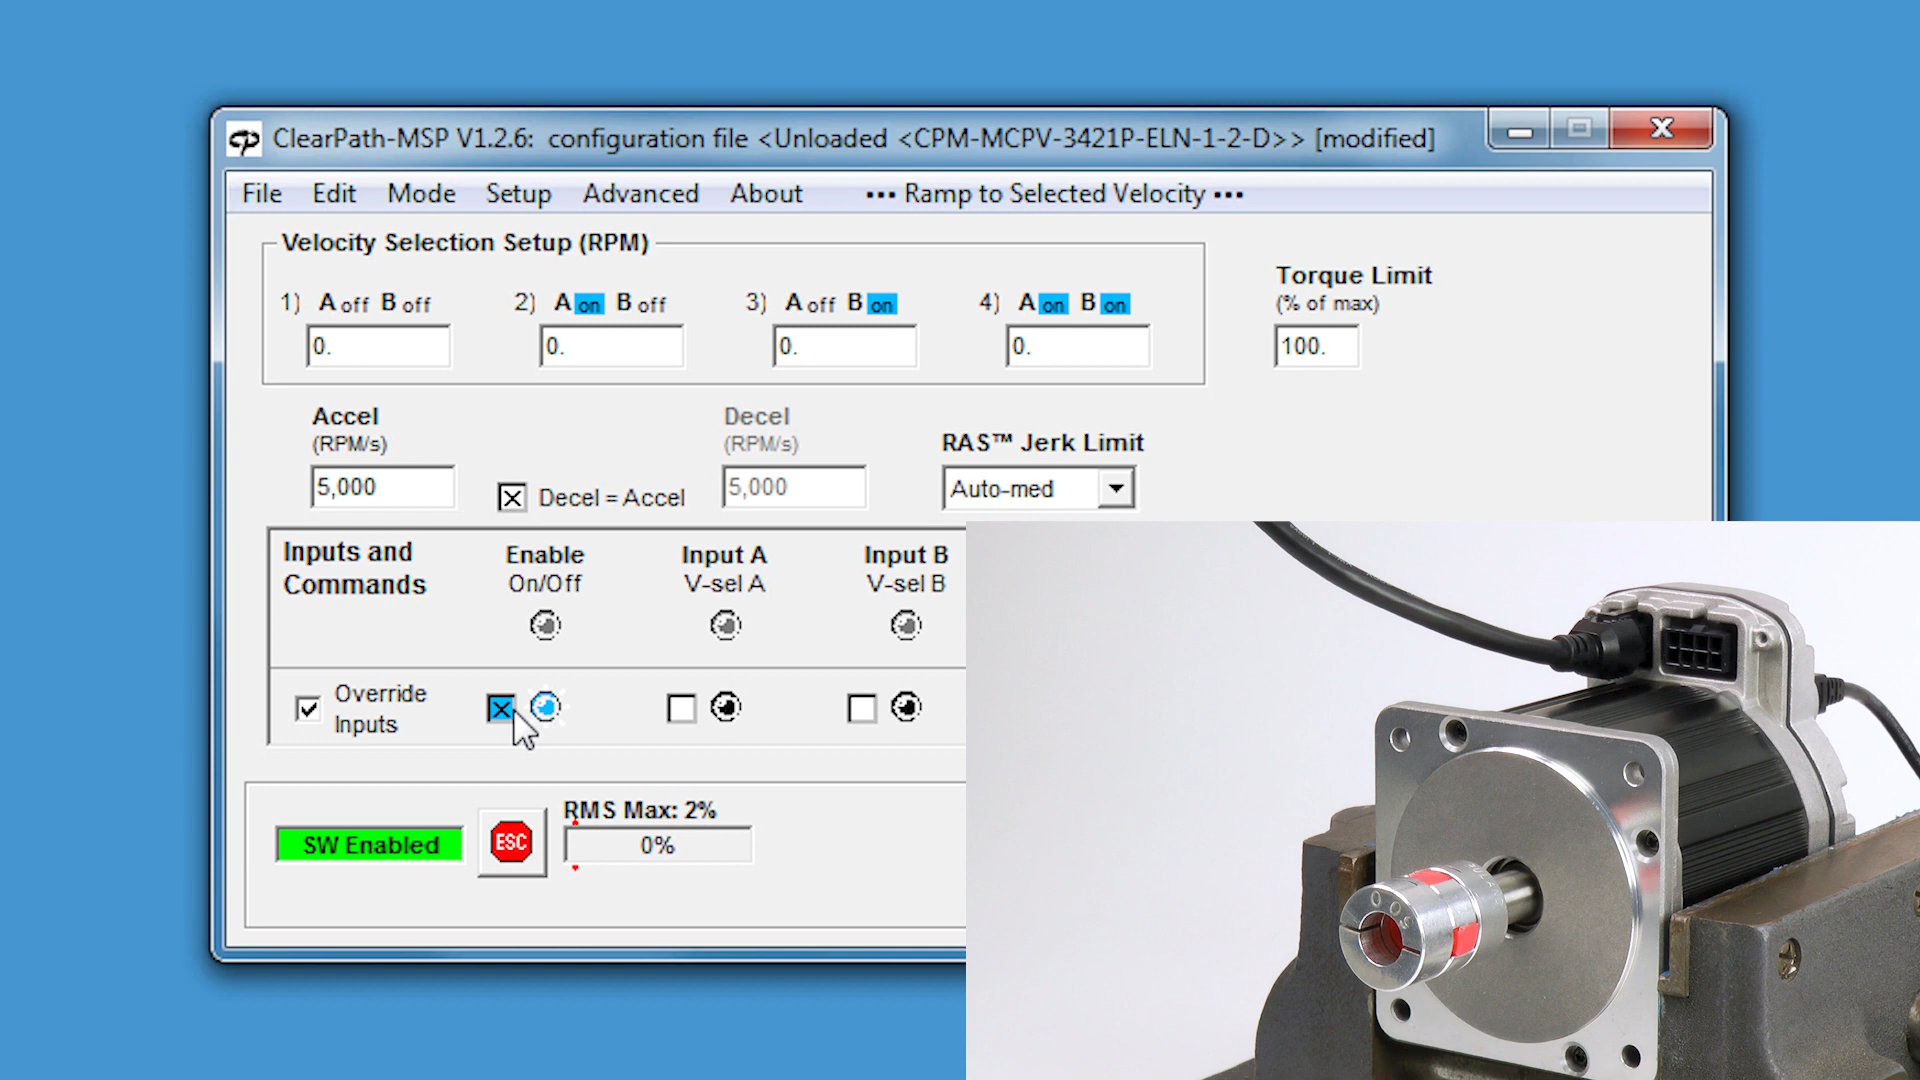 ClearPath-MSP V1.2.6: configuration file <Unloaded <CPM-MCPV-3421P-ELN-1-2-D>> [modified]
File Edit Mode Setup Advanced About ••• Ramp to Selected Velocity •••
Velocity Selection Setup (RPM)
1) A off B off 2) A on B off 3) A off B on 4) A on B on
0. 0. 0. 0.
Torque Limit
(% of max)
100.
Accel
(RPM/s)
5,000
Decel = Accel
Decel
(RPM/s)
5,000
RAS™ Jerk Limit
Auto-med
Inputs and
Commands
Enable
On/Off
Input A
V-sel A
Input B
V-sel B
Override
Inputs
SW Enabled
ESC
RMS Max: 2%
0%